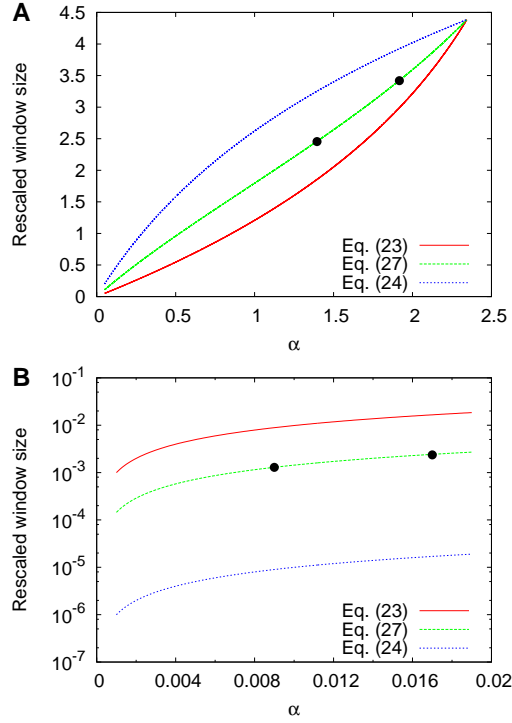 A
Rescaled window size
4.5
4
3.5
3
2.5
2
1.5
1
0.5
0
0 0.5 1 1.5 2 2.5
α
Eq. (23)
Eq. (27)
Eq. (24)
B
Rescaled window size
10^-1
10^-2
10^-3
10^-4
10^-5
10^-6
10^-7
0 0.004 0.008 0.012 0.016 0.02
α
Eq. (23)
Eq. (27)
Eq. (24)